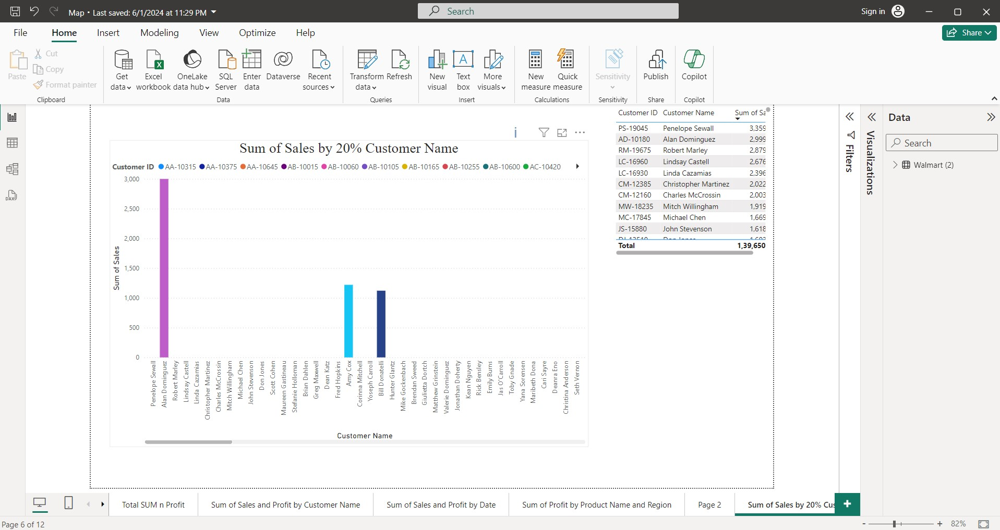 Map • Last saved: 6/1/2024 at 11:29 PM
Search
Sign in
File Home Insert Modeling View Optimize Help
Share
Paste
Cut
Copy
Format painter
Clipboard
Get data
Excel workbook
OneLake data hub
SQL Server
Enter data
Dataverse
Recent sources
Data
Transform data
Refresh
Queries
New visual
Text box
More visuals
Insert
New measure
Quick measure
Calculations
Sensitivity
Sensitivity
Publish
Share
Copilot
Copilot
DAX
Sum of Sales by 20% Customer Name
Customer ID AA-10315 AA-10375 AA-10645 AB-10015 AB-10060 AB-10105 AB-10165 AB-10255 AB-10600 AC-10420
Sum of Sales
3,000
2,500
2,000
1,500
1,000
500
0
Penelope Sewall
Alan Dominguez
Robert Marley
Lindsay Castell
Linda Cazamias
Christopher Martinez
Charles McCrossin
Mitch Willingham
Michael Chen
John Stevenson
Don Jones
Scott Cohen
Maureen Gastineau
Stefanie Holloman
Brian Dahlen
Greg Maxwell
Dean Katz
Fred Hopkins
Amy Cox
Corinna Mitchell
Yoseph Carroll
Bill Donatelli
Hunter Glantz
Mike Gockenbach
Brendan Sweed
Giulietta Dortch
Matthew Grinstein
Valerie Dominguez
Jonathan Doherty
Kean Nguyen
Rick Bensley
Emily Burns
Jas O'Carroll
Toby Gnade
Yana Sorensen
Maribeth Dona
Cari Sayre
Deanra Eno
Christina Anderson
Seth Vernon
Customer Name
Customer ID Customer Name Sum of Sa
PS-19045 Penelope Sewall 3,359
AD-10180 Alan Dominguez 2,999
RM-19675 Robert Marley 2,879
LC-16960 Lindsay Castell 2,676
LC-16930 Linda Cazamias 2,396
CM-12385 Christopher Martinez 2,022
CM-12160 Charles McCrossin 2,003
MW-18235 Mitch Willingham 1,919
MC-17845 Michael Chen 1,669
JS-15880 John Stevenson 1,618
Total 1,39,650
Filters
Visualizations
Data
Search
Walmart (2)
Total SUM n Profit
Sum of Sales and Profit by Customer Name
Sum of Sales and Profit by Date
Sum of Profit by Product Name and Region
Page 2
Sum of Sales by 20% Cus
Page 6 of 12
- + 82%